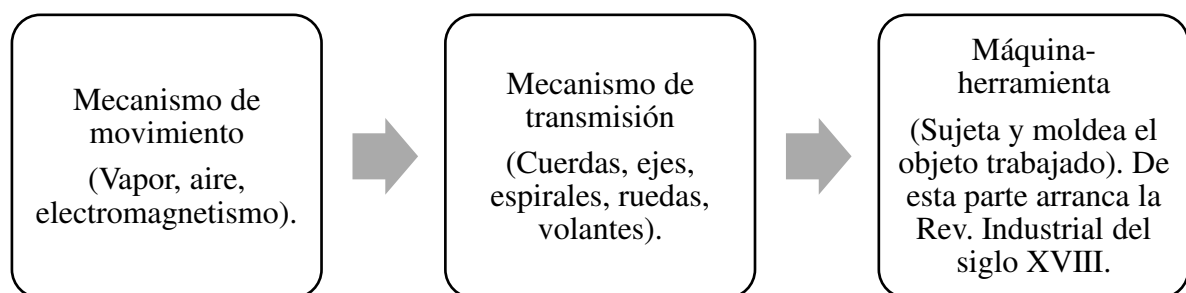 Mecanismo de
movimiento
(Vapor, aire,
electromagnetismo).
Mecanismo de
transmisión
(Cuerdas, ejes,
espirales, ruedas,
volantes).
Máquina-
herramienta
(Sujeta y moldea el
objeto trabajado). De
esta parte arranca la
Rev. Industrial del
siglo XVIII.